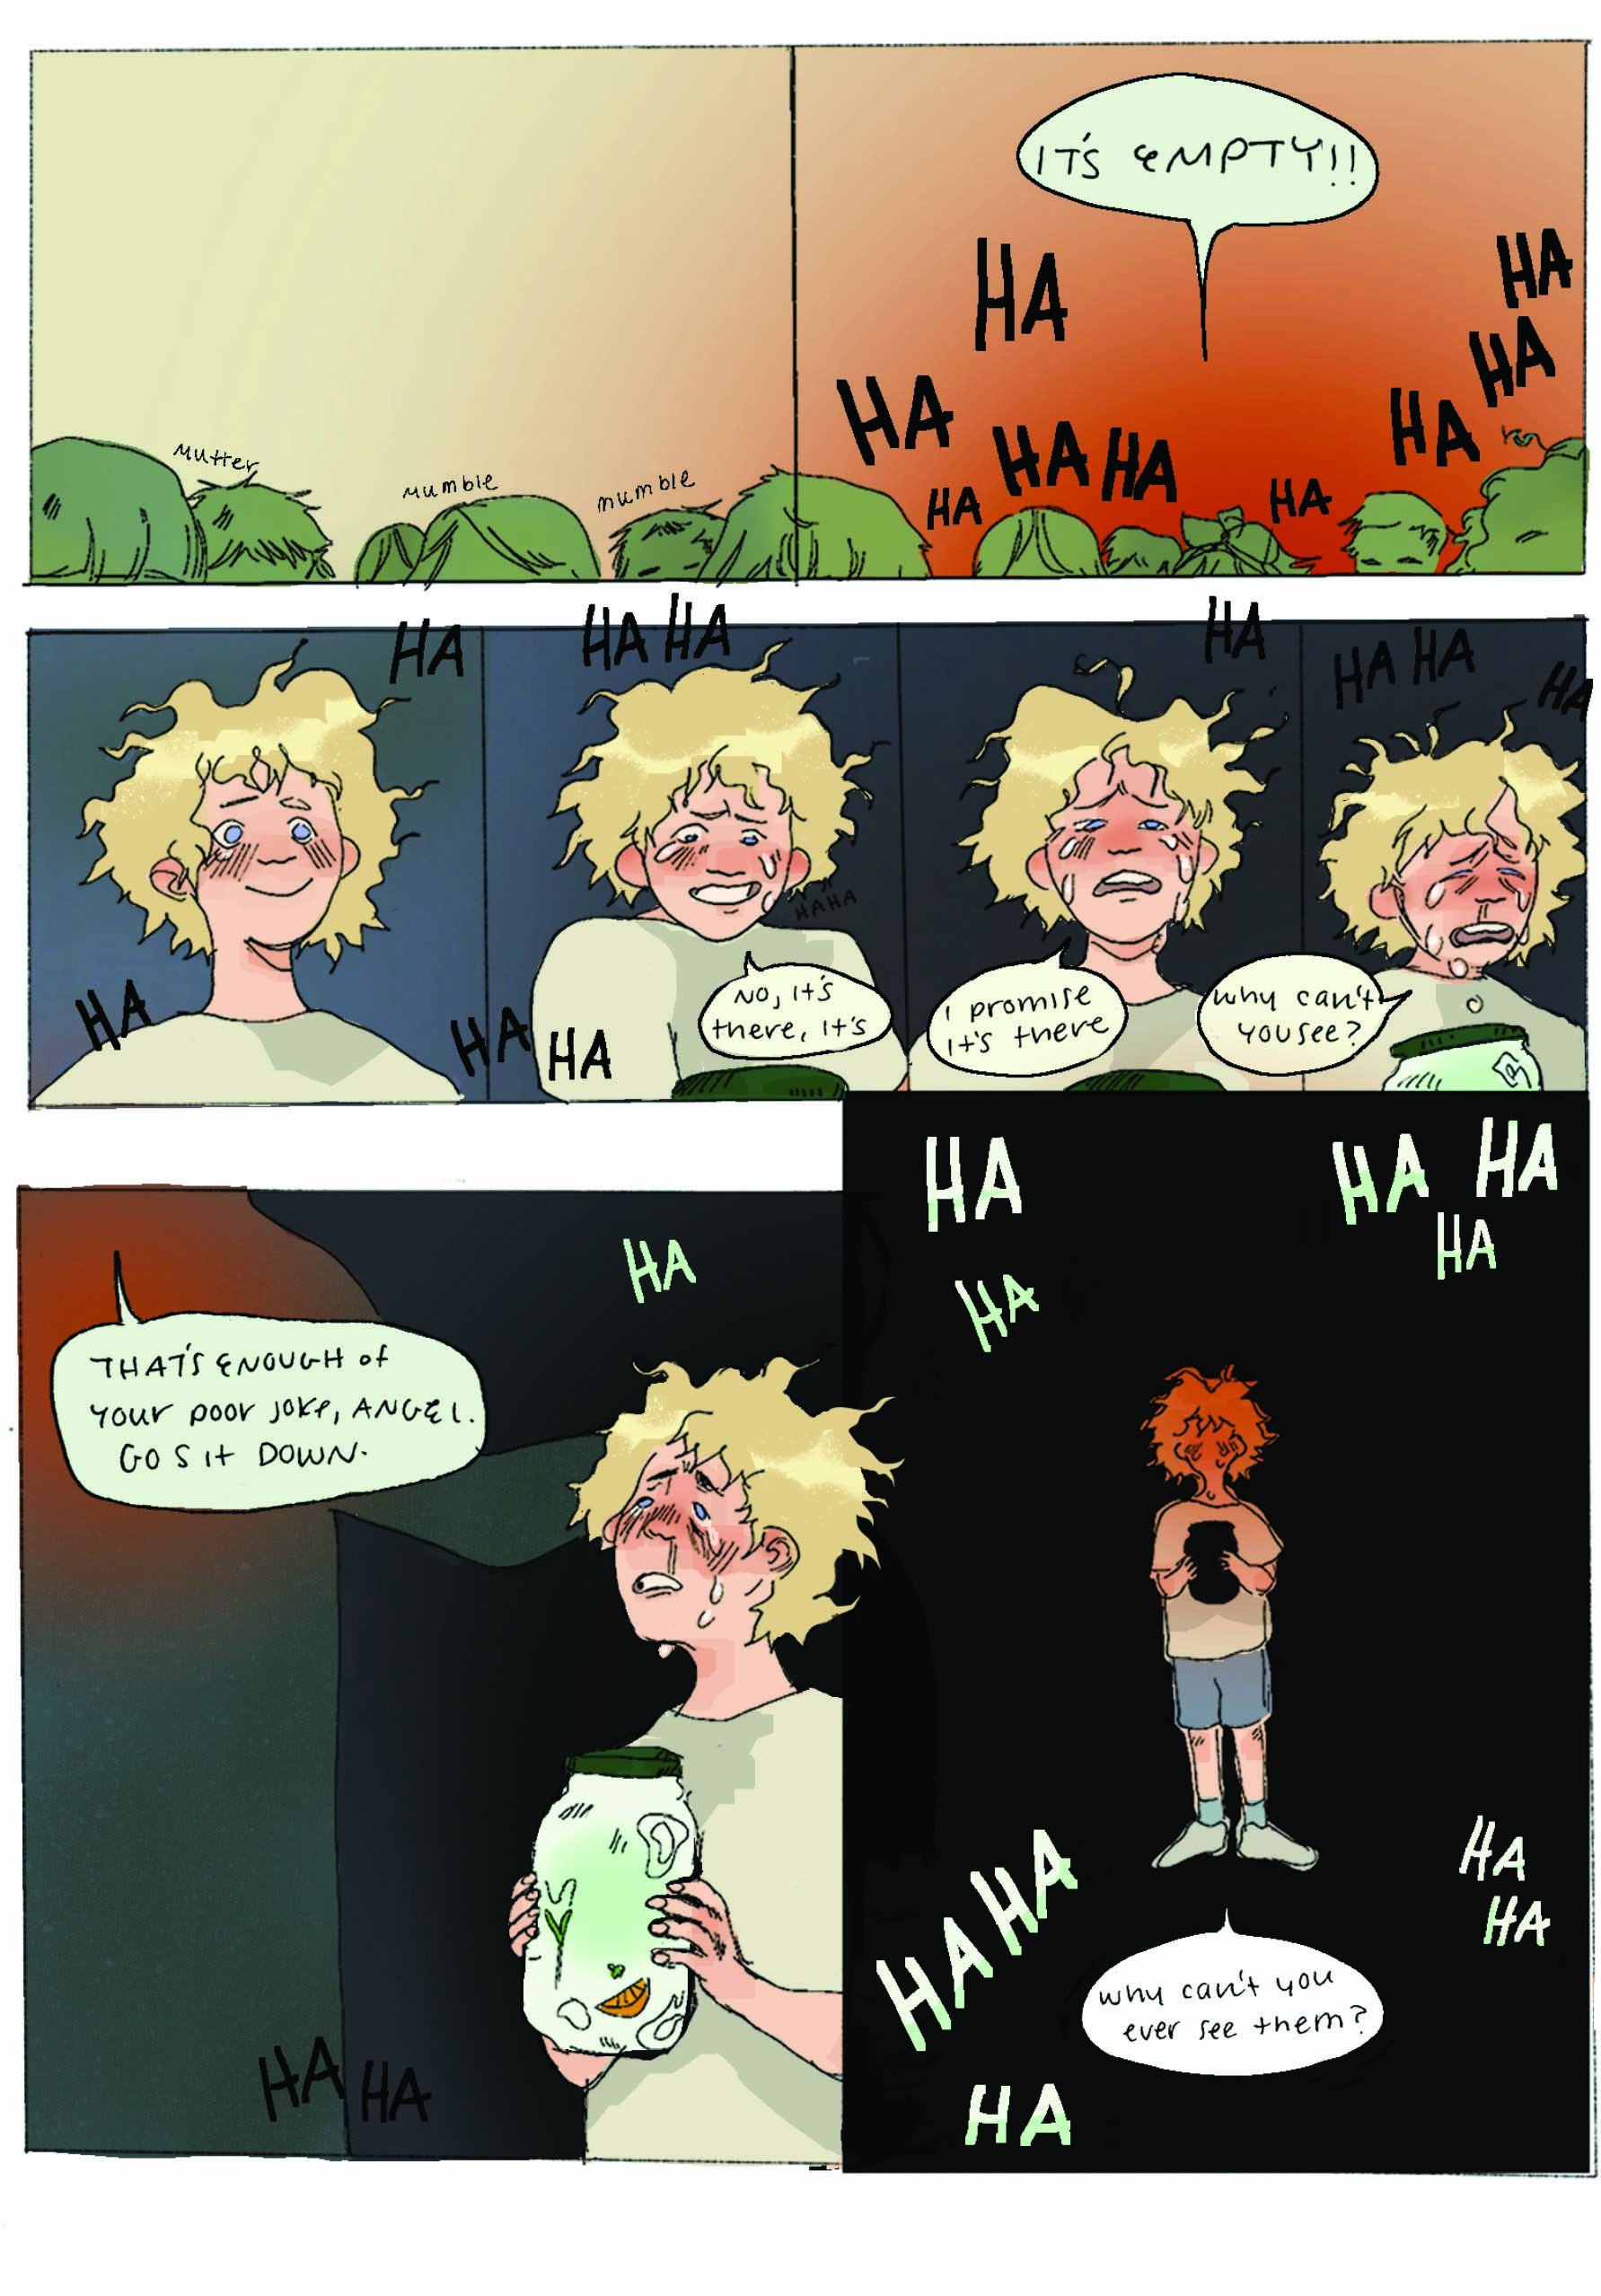 Mutter
Mumble
mumble
IT'S EMPTY!!
HA
HA
HA
HA
HA
HA HA
HA
HA
HA
HA HA
HA
HA HA
HA
HA
HA
HA
HAHA
NO, it's
there, it's
I promise
it's there
why can't
you see?
THAT'S ENOUGH of
YOUR poor joke, ANGEL.
GO Sit DOWN.
HA
HA
HA
HA
HA HA
HA
HA
HA
HA
HA
HAHA
why can't you
ever see them?
HA